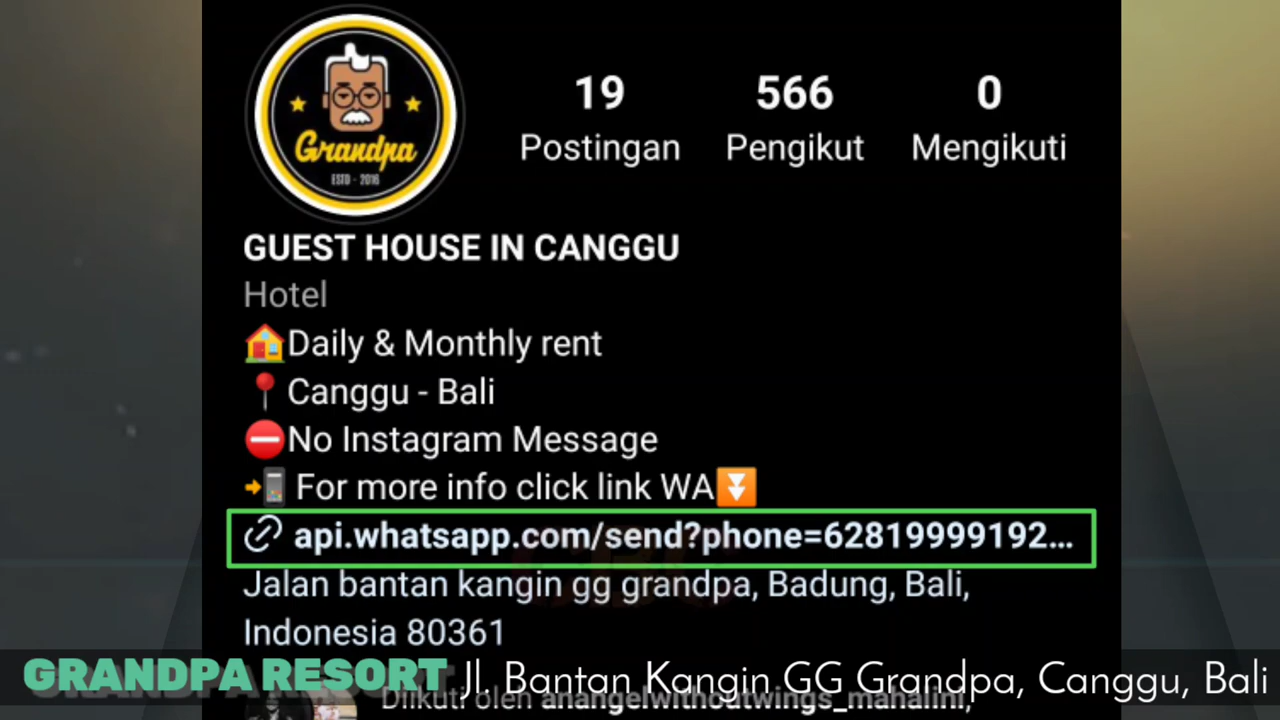 Grandpa
ESTD - 2016
19 566 0
Postingan Pengikut Mengikuti
GUEST HOUSE IN CANGGU
Hotel
Daily & Monthly rent
Canggu - Bali
No Instagram Message
For more info click link WA
api.whatsapp.com/send?phone=62819999192...
Jalan bantan kangin gg grandpa, Badung, Bali,
Indonesia 80361
GRANDPA RESORT Jl. Bantan Kangin GG Grandpa, Canggu, Bali
Diikuti oleh anangelwithoutwings_mahalini,